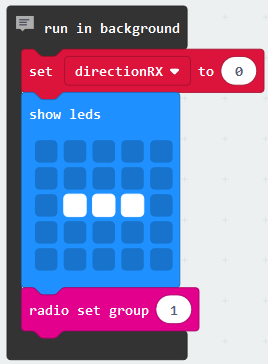 run in background
set directionRX to 0
show leds
radio set group 1